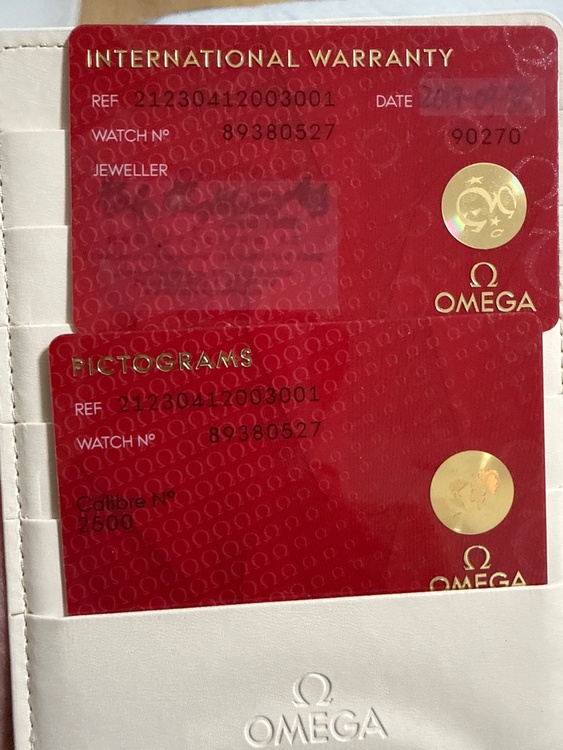 INTERNATIONAL WARRANTY
REF 21230412003001 DATE
WATCH Nº 89380527 90270
JEWELLER
Ω
OMEGA
PICTOGRAMS
REF 21230412003001
WATCH Nº 89380527
Calibre Nº
2500
Ω
OMEGA
Ω
OMEGA